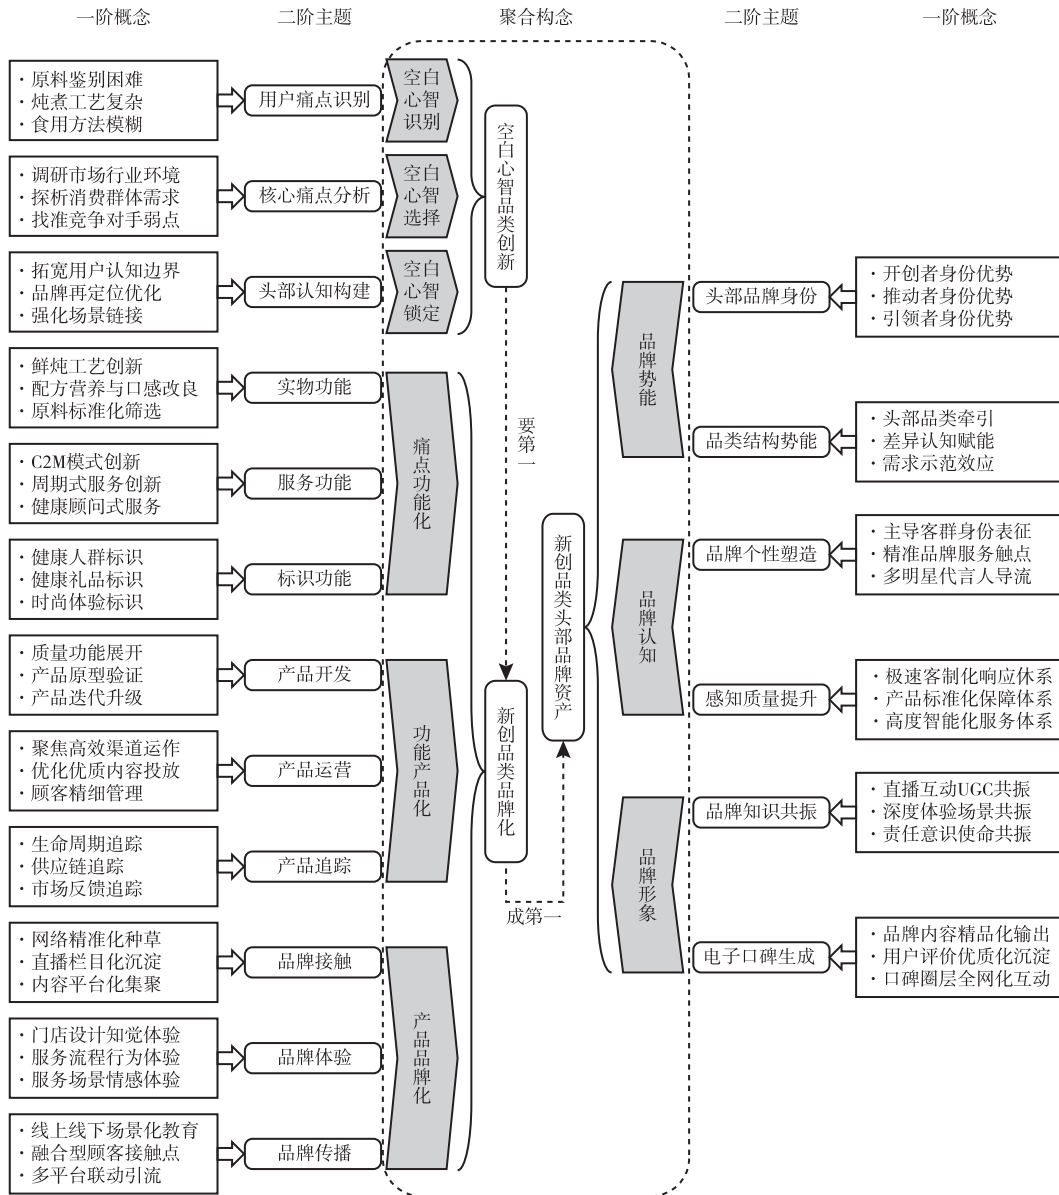 一阶概念
二阶主题
聚合构念
二阶主题
一阶概念
· 原料鉴别困难
· 炖煮工艺复杂
· 食用方法模糊
用户痛点识别
空白
心智
识别
· 调研市场行业环境
· 探析消费群体需求
· 找准竞争对手弱点
核心痛点分析
空白
心智
选择
· 拓宽用户认知边界
· 品牌再定位优化
· 强化场景链接
头部认知构建
空白
心智
锁定
空白心智品类创新
要第一
· 鲜炖工艺创新
· 配方营养与口感改良
· 原料标准化筛选
实物功能
· C2M模式创新
· 周期式服务创新
· 健康顾问式服务
服务功能
· 健康人群标识
· 健康礼品标识
· 时尚体验标识
标识功能
痛点功能化
· 质量功能展开
· 产品原型验证
· 产品迭代升级
产品开发
· 聚焦高效渠道运作
· 优化优质内容投放
· 顾客精细管理
产品运营
· 生命周期追踪
· 供应链追踪
· 市场反馈追踪
产品追踪
功能产品化
· 网络精准化种草
· 直播栏目化沉淀
· 内容平台化集聚
品牌接触
· 门店设计知觉体验
· 服务流程行为体验
· 服务场景情感体验
品牌体验
· 线上线下场景化教育
· 融合型顾客接触点
· 多平台联动引流
品牌传播
产品品牌化
新创品类品牌化
成第一
新创品类头部品牌资产
品牌势能
头部品牌身份
· 开创者身份优势
· 推动者身份优势
· 引领者身份优势
品类结构势能
· 头部品类牵引
· 差异认知赋能
· 需求示范效应
品牌认知
品牌个性塑造
· 主导客群身份表征
· 精准品牌服务触点
· 多明星代言人导流
感知质量提升
· 极速客制化响应体系
· 产品标准化保障体系
· 高度智能化服务体系
品牌形象
品牌知识共振
· 直播互动UGC共振
· 深度体验场景共振
· 责任意识使命共振
电子口碑生成
· 品牌内容精品化输出
· 用户评价优质化沉淀
· 口碑圈层全网化互动